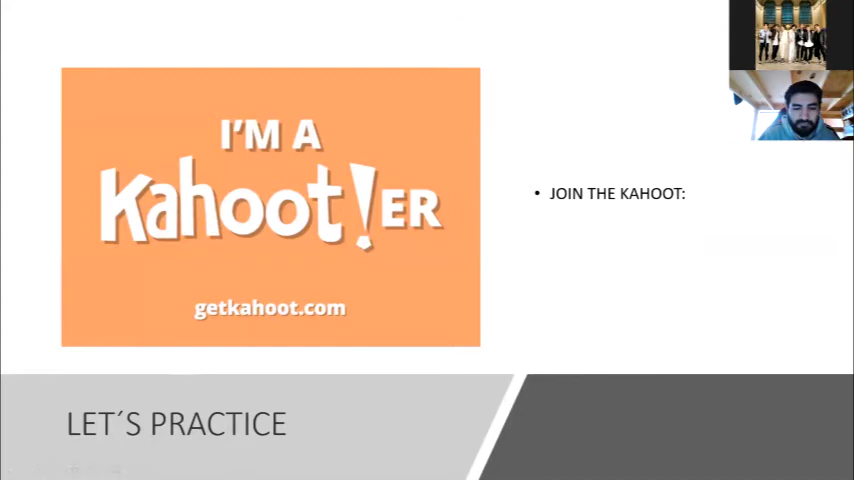 I'M A
Kahoot!ER
getkahoot.com
• JOIN THE KAHOOT:
LET´S PRACTICE